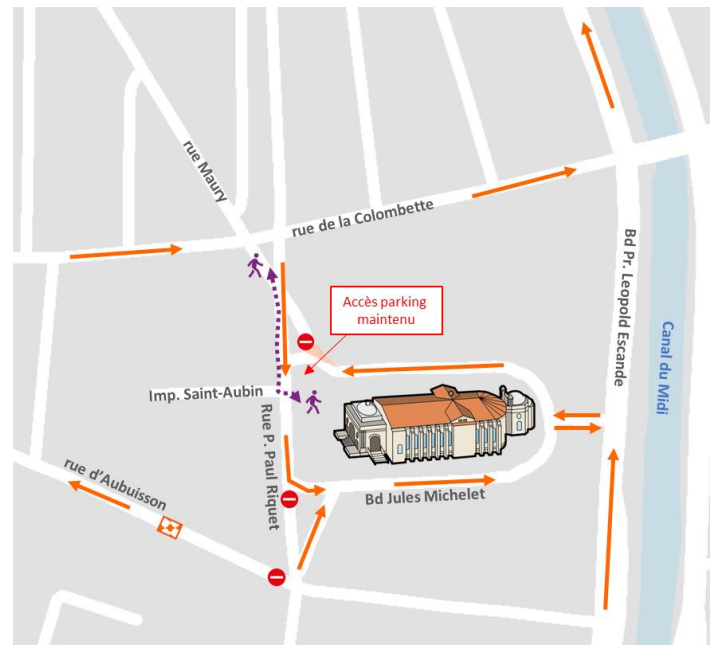 rue Maury
rue de la Colombette
Bd Pr. Leopold Escande
Canal du Midi
Accès parking
maintenu
Imp. Saint-Aubin
Rue P. Paul Riquet
rue d'Aubuisson
Bd Jules Michelet